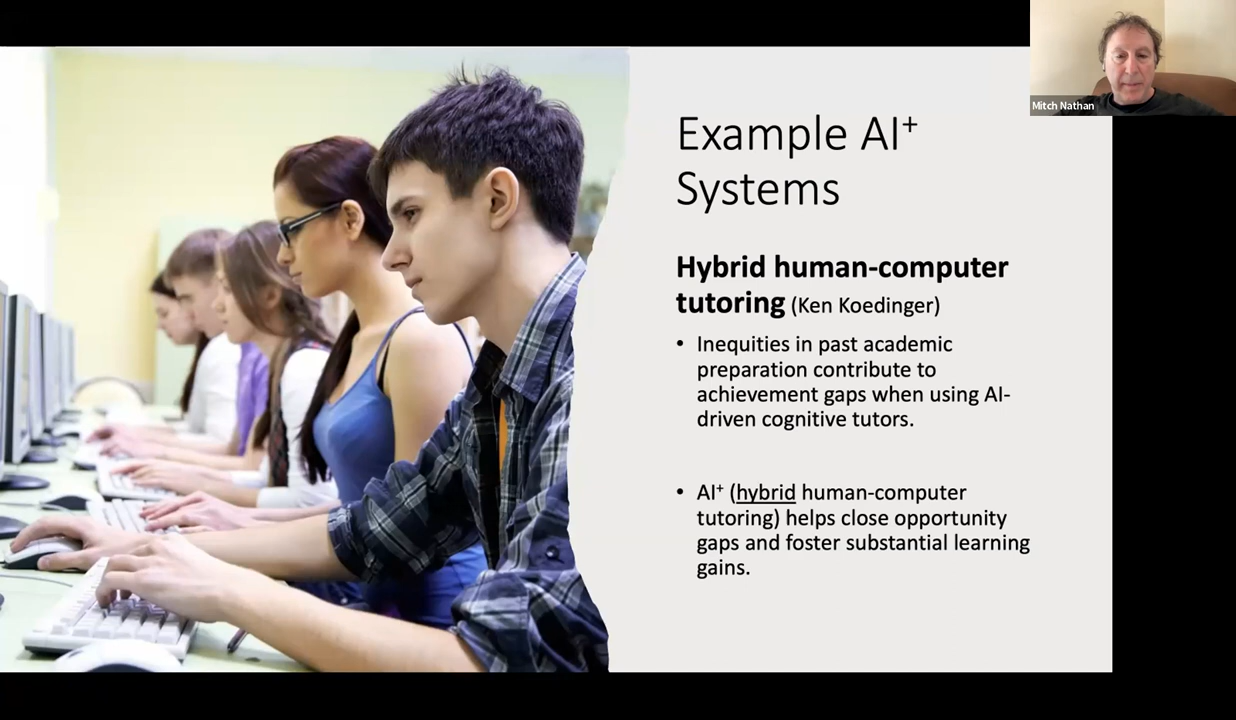 Mitch Nathan
Example AI⁺
Systems
Hybrid human-computer
tutoring (Ken Koedinger)
• Inequities in past academic
preparation contribute to
achievement gaps when using AI-
driven cognitive tutors.
• AI⁺ (hybrid human-computer
tutoring) helps close opportunity
gaps and foster substantial learning
gains.